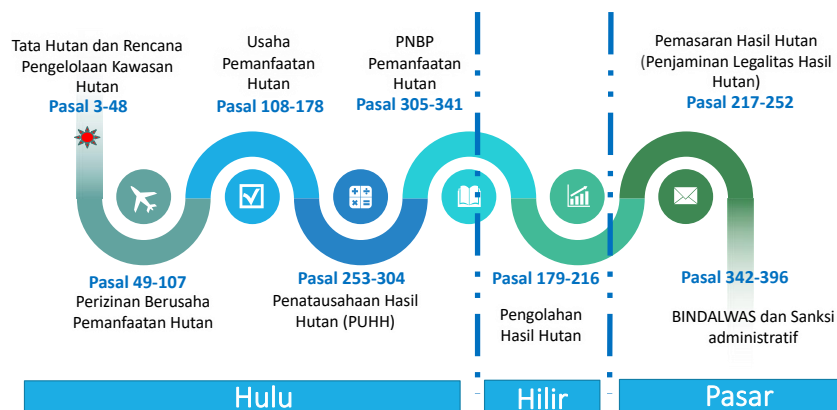 Tata Hutan dan Rencana
Pengelolaan Kawasan
Hutan
Pasal 3-48
Usaha
Pemanfaatan
Hutan
Pasal 108-178
PNBP
Pemanfaatan
Hutan
Pasal 305-341
Pemasaran Hasil Hutan
(Penjaminan Legalitas Hasil
Hutan)
Pasal 217-252
Pasal 49-107
Perizinan Berusaha
Pemanfaatan Hutan
Pasal 253-304
Penatausahaan Hasil
Hutan (PUHH)
Pasal 179-216
Pengolahan
Hasil Hutan
Pasal 342-396
BINDALWAS dan Sanksi
administratif
Hulu
Hilir
Pasar